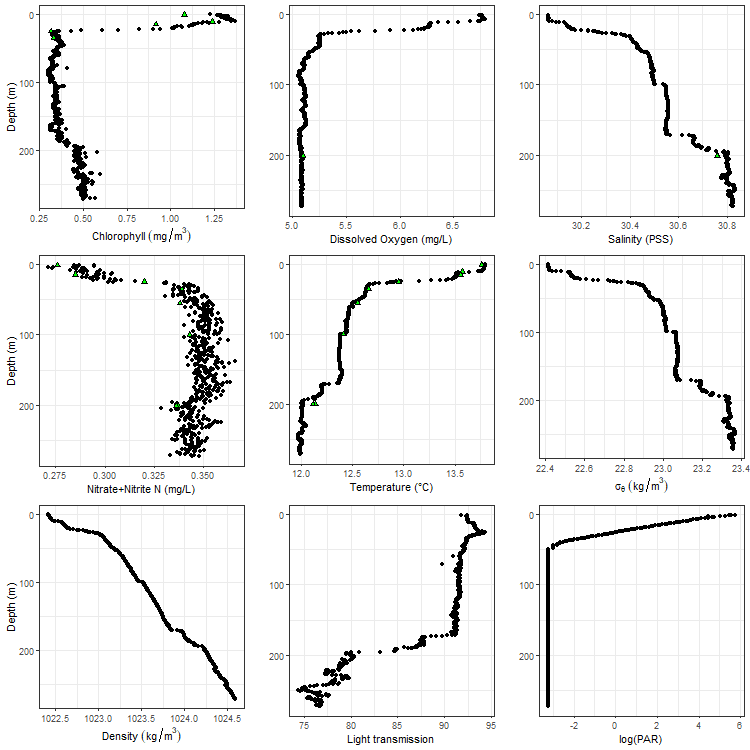 0
100
200
Depth (m)
0.25 0.50 0.75 1.00 1.25
Chlorophyll (mg/m³)
0
100
200
5.0 5.5 6.0 6.5
Dissolved Oxygen (mg/L)
0
100
200
30.2 30.4 30.6 30.8
Salinity (PSS)
0
100
200
Depth (m)
0.275 0.300 0.325 0.350
Nitrate+Nitrite N (mg/L)
0
100
200
12.0 12.5 13.0 13.5
Temperature (°C)
0
100
200
22.4 22.6 22.8 23.0 23.2 23.4
σθ (kg/m³)
0
100
200
Depth (m)
1022.5 1023.0 1023.5 1024.0 1024.5
Density (kg/m³)
0
100
200
75 80 85 90 95
Light transmission
0
100
200
-2 0 2 4 6
log(PAR)